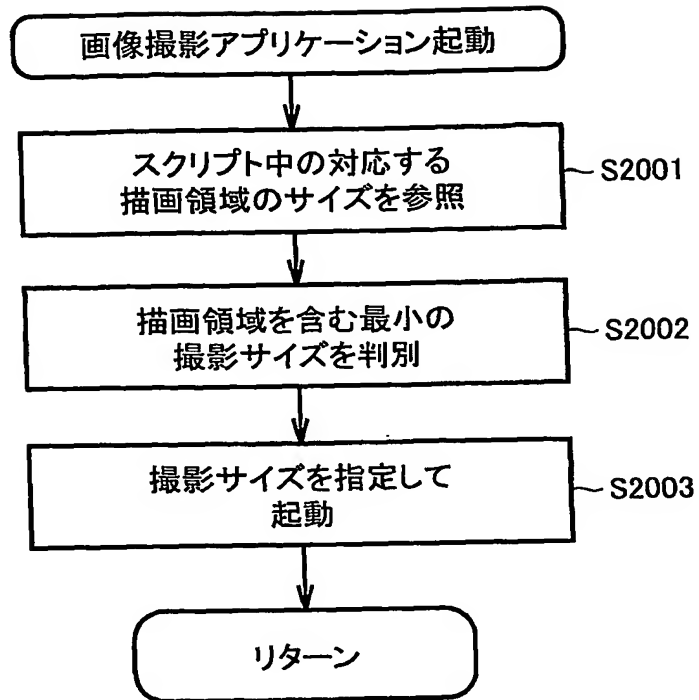 画像撮影アプリケーション起動
スクリプト中の対応する
描画領域のサイズを参照
S2001
描画領域を含む最小の
撮影サイズを判別
S2002
撮影サイズを指定して
起動
S2003
リターン